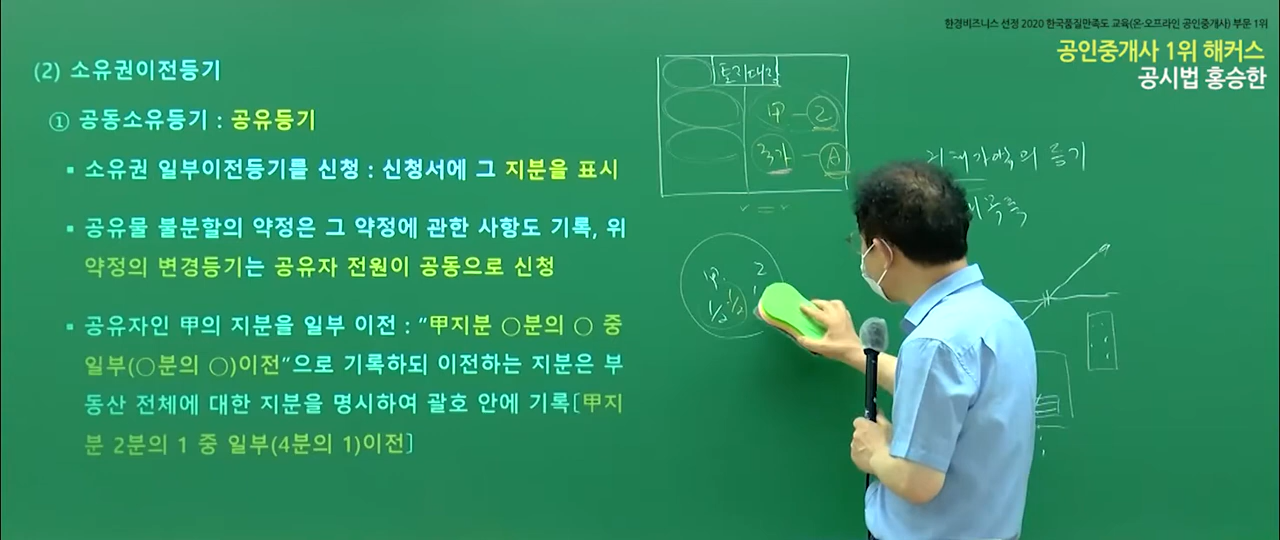 한경비즈니스 선정 2020 한국품질만족도 교육(온·오프라인 공인중개사) 부문 1위
공인중개사 1위 해커스
공시법 홍승한
(2) 소유권이전등기
① 공동소유등기 : 공유등기
▪ 소유권 일부이전등기를 신청 : 신청서에 그 지분을 표시
▪ 공유물 불분할의 약정은 그 약정에 관한 사항도 기록, 위
약정의 변경등기는 공유자 전원이 공동으로 신청
▪ 공유자인 甲의 지분을 일부 이전 : “甲지분 ○분의 ○ 중
일부(○분의 ○)이전”으로 기록하되 이전하는 지분은 부
동산 전체에 대한 지분을 명시하여 괄호 안에 기록[甲지
분 2분의 1 중 일부(4분의 1)이전]
토지대장
甲 - 2
국가 - A
등기
甲. 2
1/2 1/2